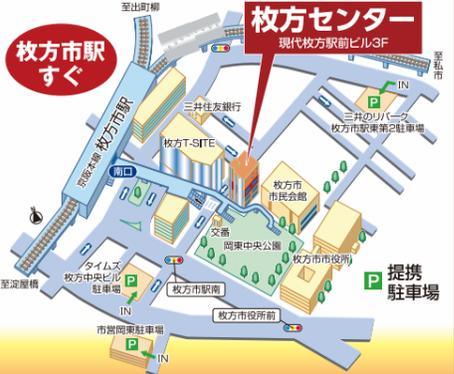 至出町柳
枚方センター
現代枚方駅前ビル3F
枚方市駅
すぐ
至私市
IN
P
三井のリパーク
枚方市駅東第2駐車場
三井住友銀行
枚方T-SITE
京阪本線 枚方市駅
南口
枚方市
市民会館
交番
岡東中央公園
枚方市市役所
至淀屋橋
タイムズ
枚方中央ビル
駐車場
P
IN
枚方市駅南
P 提携
駐車場
枚方市役所前
市営岡東駐車場
P
IN